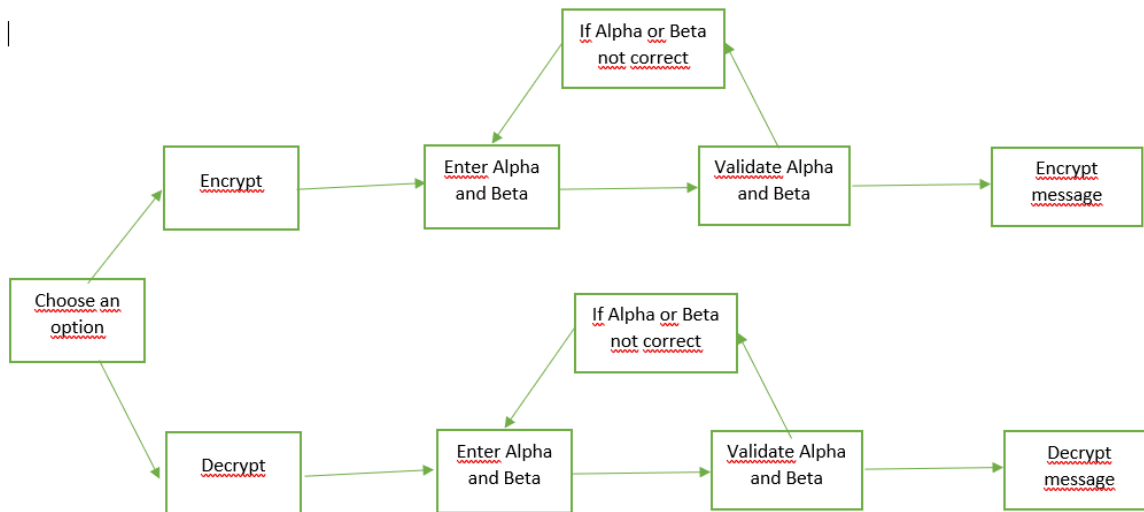 If Alpha or Beta
not correct
Encrypt
Enter Alpha
and Beta
Validate Alpha
and Beta
Encrypt
message
Choose an
option
If Alpha or Beta
not correct
Decrypt
Enter Alpha
and Beta
Validate Alpha
and Beta
Decrypt
message